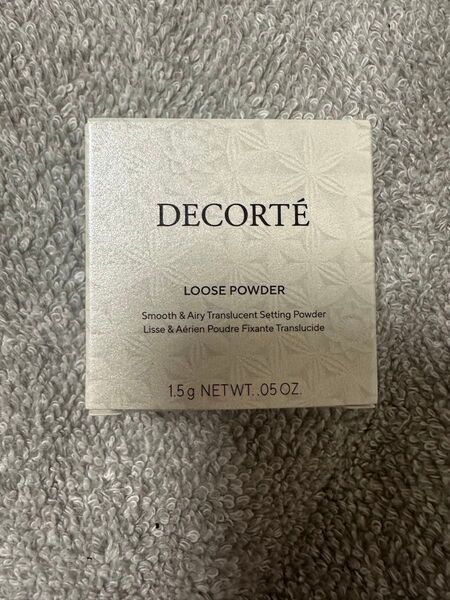 DECORTÉ
LOOSE POWDER
Smooth & Airy Translucent Setting Powder
Lisse & Aérien Poudre Fixante Translucide
1.5 g NET WT. .05 OZ.